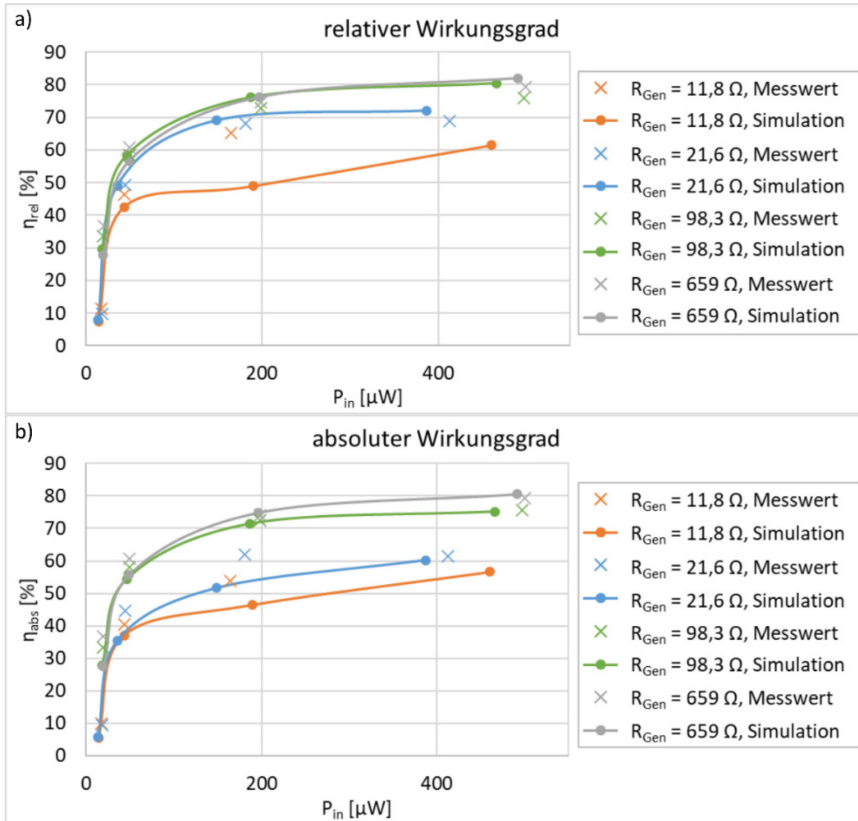 a)
relativer Wirkungsgrad
90
80
70
60
50
40
30
20
10
0
η_rel [%]
0 200 400
P_in [µW]
R_Gen = 11,8 Ω, Messwert
R_Gen = 11,8 Ω, Simulation
R_Gen = 21,6 Ω, Messwert
R_Gen = 21,6 Ω, Simulation
R_Gen = 98,3 Ω, Messwert
R_Gen = 98,3 Ω, Simulation
R_Gen = 659 Ω, Messwert
R_Gen = 659 Ω, Simulation
b)
absoluter Wirkungsgrad
90
80
70
60
50
40
30
20
10
0
η_abs [%]
0 200 400
P_in [µW]
R_Gen = 11,8 Ω, Messwert
R_Gen = 11,8 Ω, Simulation
R_Gen = 21,6 Ω, Messwert
R_Gen = 21,6 Ω, Simulation
R_Gen = 98,3 Ω, Messwert
R_Gen = 98,3 Ω, Simulation
R_Gen = 659 Ω, Messwert
R_Gen = 659 Ω, Simulation